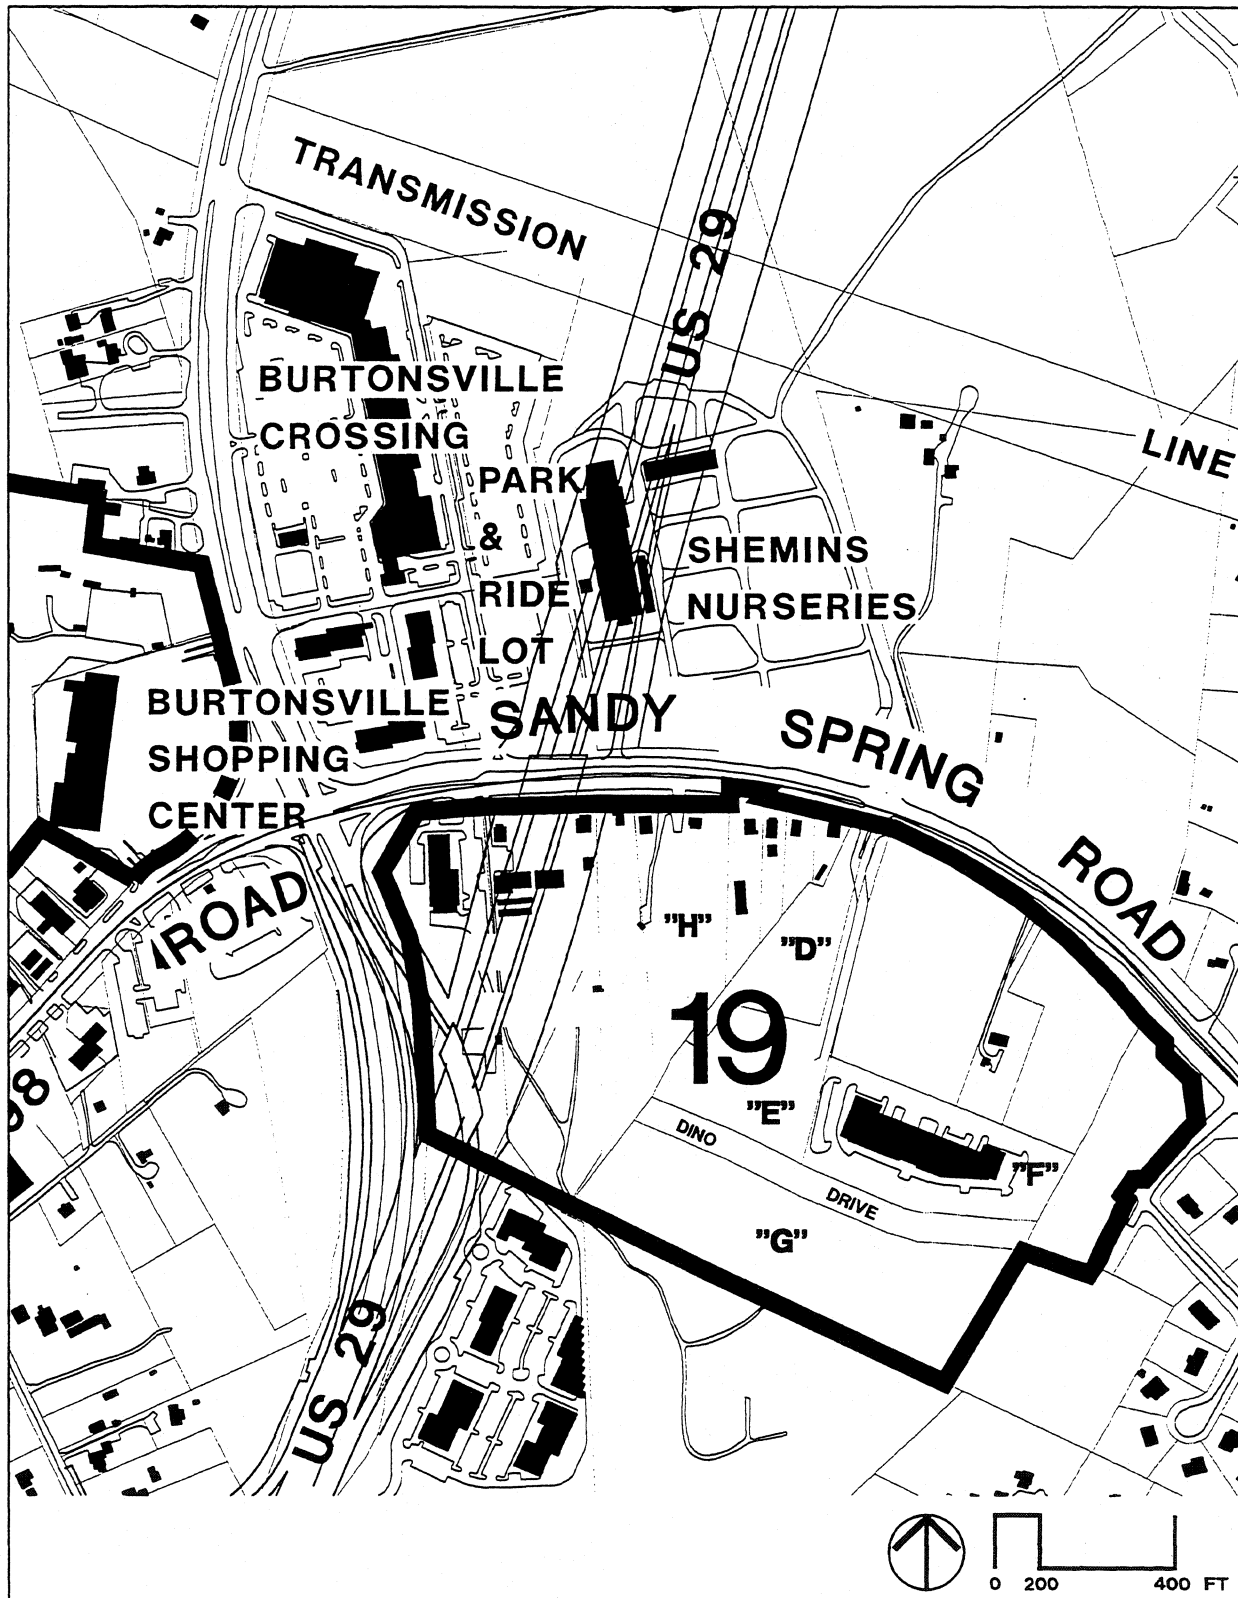 TRANSMISSION
US 29
BURTONSVILLE
CROSSING
LINE
PARK
&
RIDE
LOT
SHEMINS
NURSERIES
BURTONSVILLE
SHOPPING
CENTER
SANDY SPRING ROAD
ROAD
"H"
"D"
19
98
"E"
DINO DRIVE
"F"
"G"
US 29
0 200 400 FT